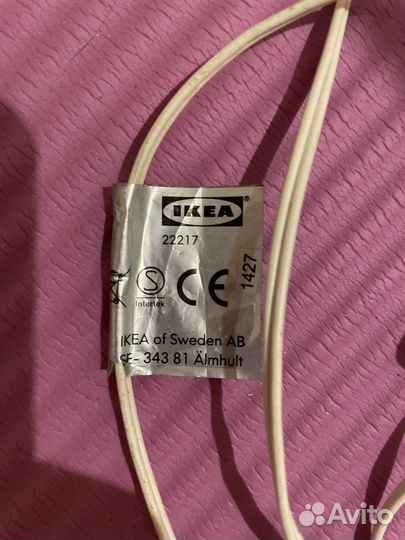 IKEA®
22217
S
Intertek
CE
1427
IKEA of Sweden AB
SE- 343 81 Älmhult
Avito